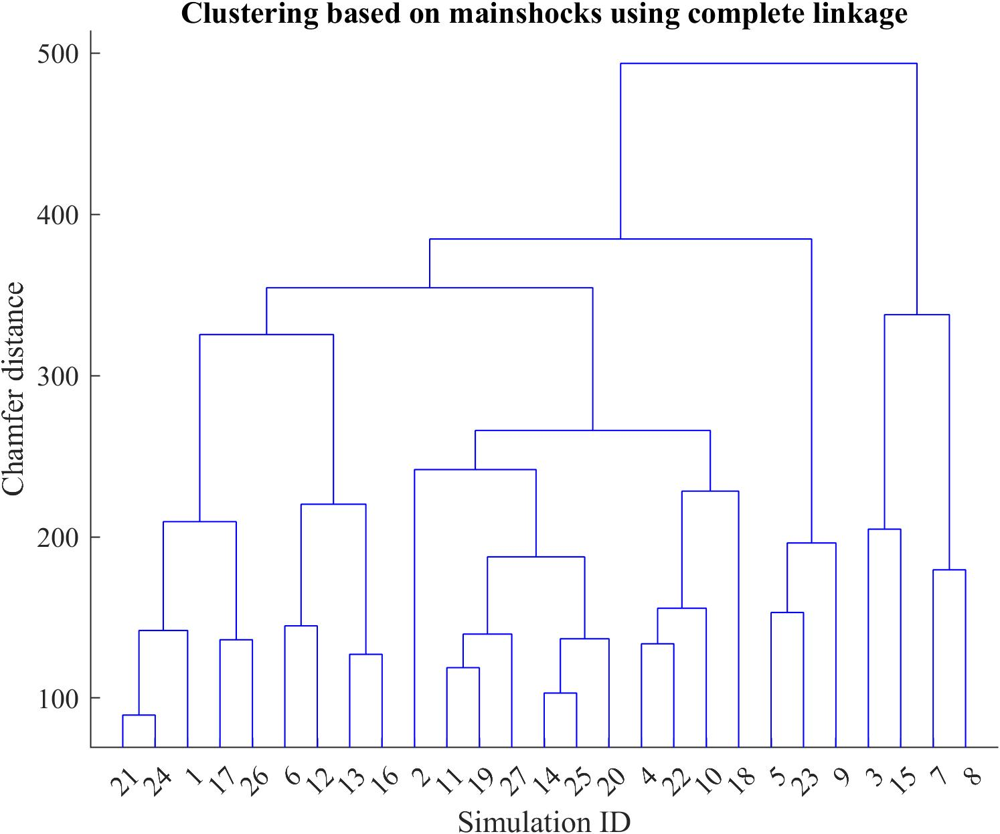 Clustering based on mainshocks using complete linkage
500
400
300
200
100
Chamfer distance
21 24 1 17 26 6 12 13 16 2 11 19 27 14 25 20 4 22 10 18 5 23 9 3 15 7 8
Simulation ID